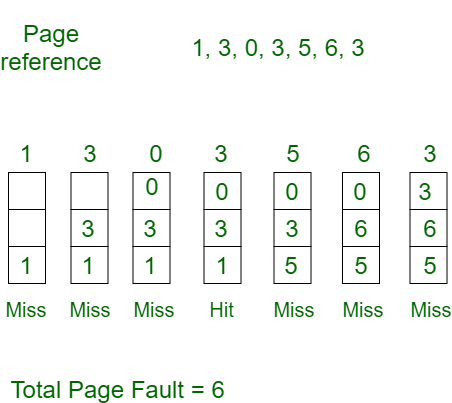 Page
reference
1, 3, 0, 3, 5, 6, 3
1 3 0 3 5 6 3
0 0 0 0 3
3 3 3 3 6 6
1 1 1 1 5 5 5
Miss Miss Miss Hit Miss Miss Miss
Total Page Fault = 6